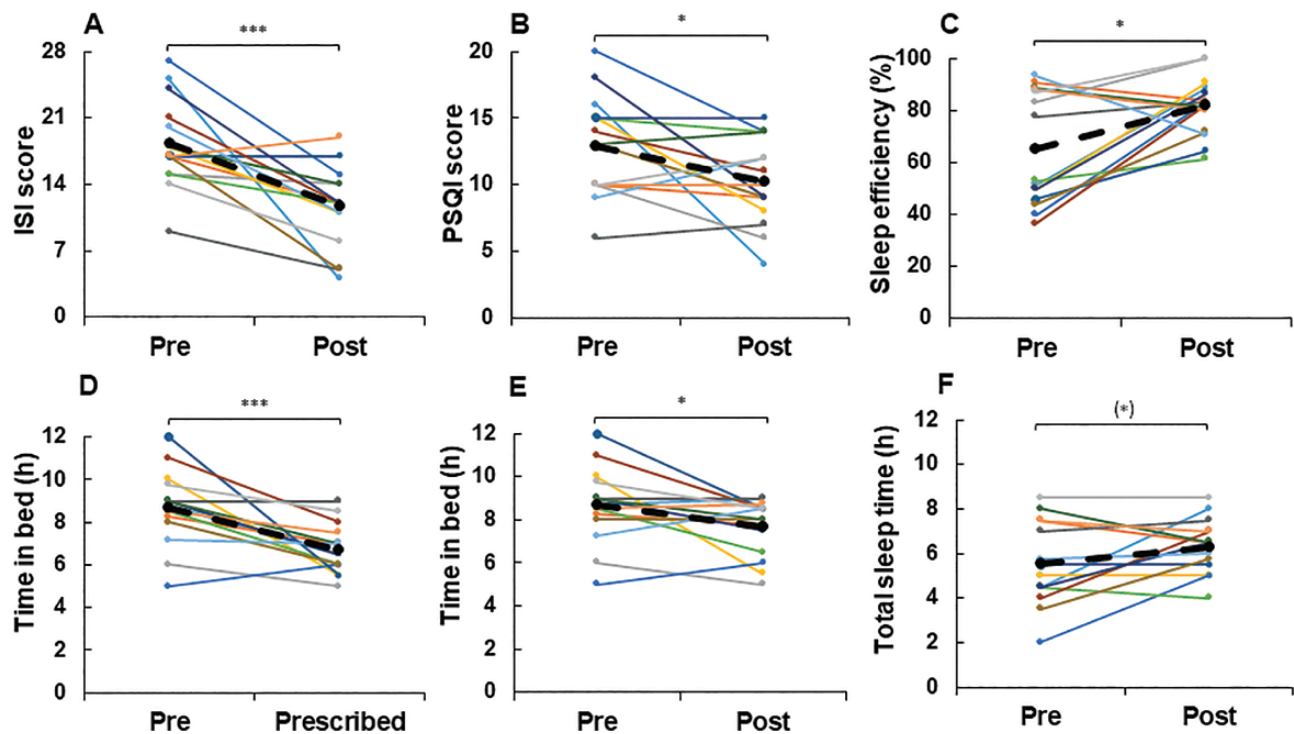 A
***
ISI score
28
21
14
7
0
Pre Post
B
*
PSQI score
20
15
10
5
0
Pre Post
C
*
Sleep efficiency (%)
100
80
60
40
20
0
Pre Post
D
***
Time in bed (h)
12
10
8
6
4
2
0
Pre Prescribed
E
*
Time in bed (h)
12
10
8
6
4
2
0
Pre Post
F
(*)
Total sleep time (h)
12
10
8
6
4
2
0
Pre Post